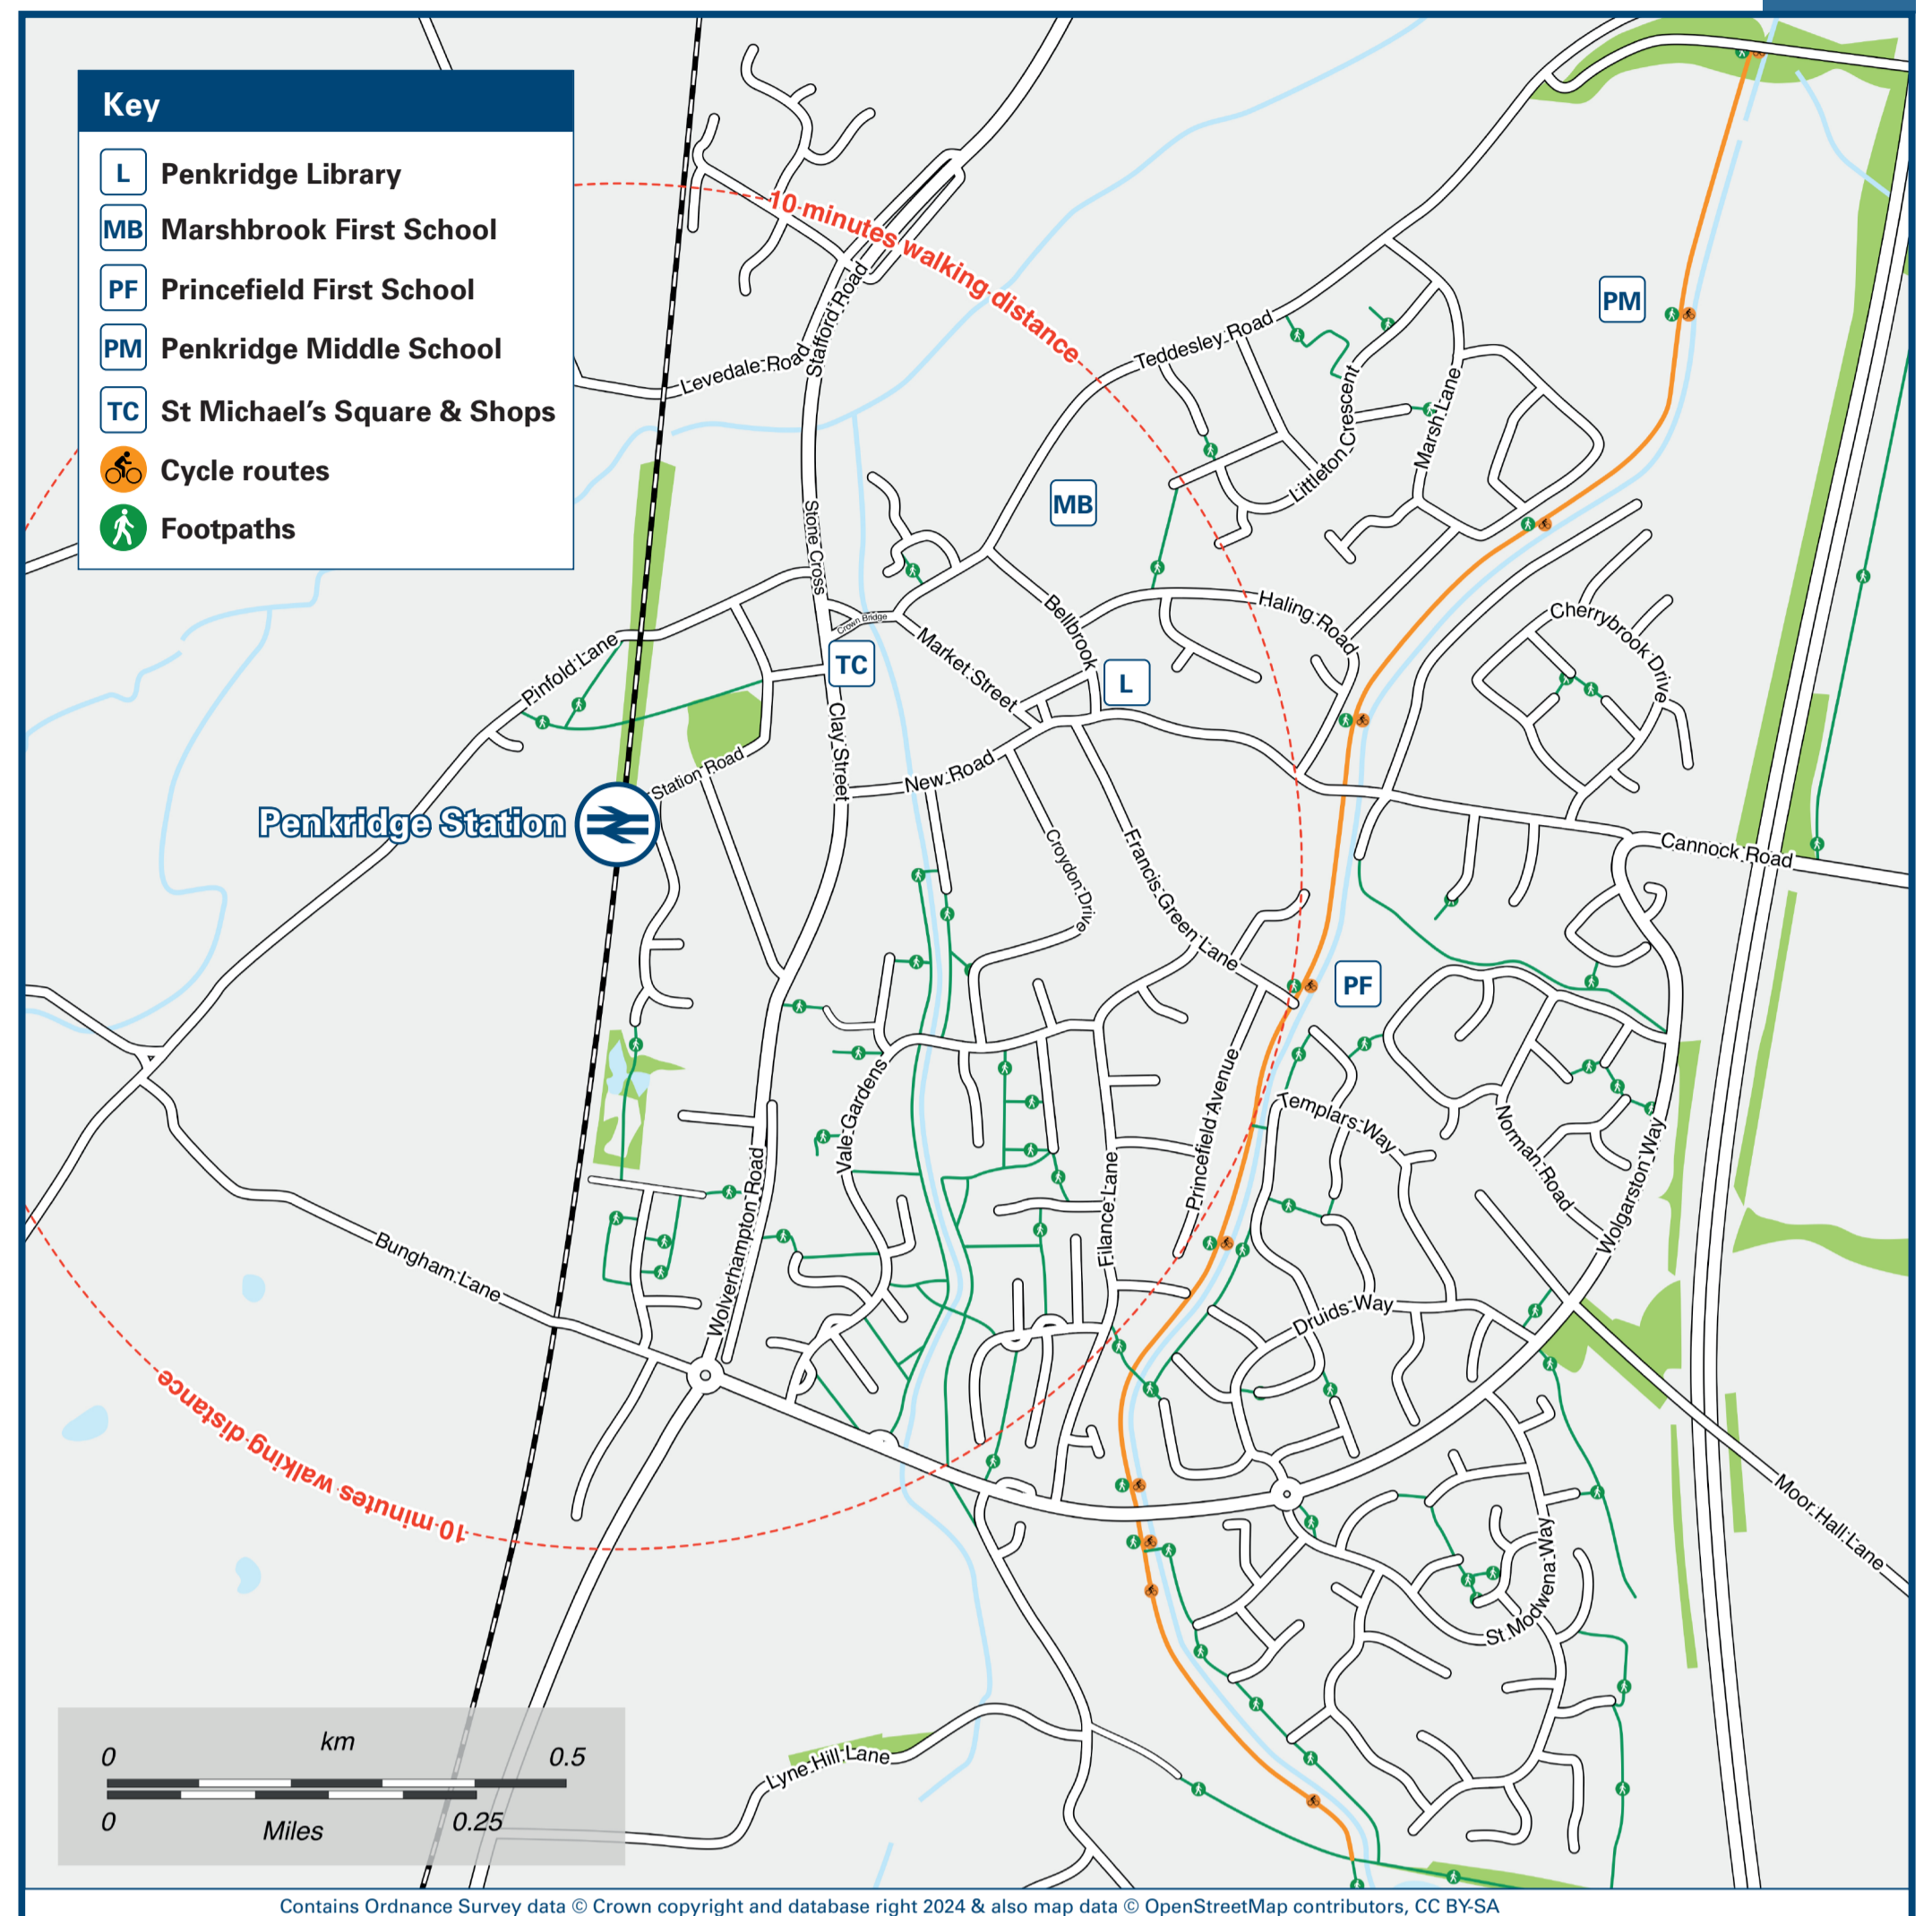 Key
L Penkridge Library
MB Marshbrook First School
PF Princefield First School
PM Penkridge Middle School
TC St Michael's Square & Shops
Cycle routes
Footpaths
10 minutes walking distance
Stafford Road
Levedale Road
Teddesley Road
PM
Littleton Crescent
Marsh Lane
MB
Stone Cross
Crown Bridge
Bellbrook
Haling Road
Cherrybrook Drive
Pinfold Lane
TC
Market Street
L
Clay Street
Station Road
New Road
Penkridge Station
Croydon Drive
Francis Green Lane
Cannock Road
PF
Vale Gardens
Princefield Avenue
Templars Way
Norman Road
Wolgarston Way
Wolverhampton Road
Filance Lane
Bungham Lane
Druids Way
10 minutes walking distance
Moor Hall Lane
St Modwena Way
Lyne Hill Lane
km
0 0.5
0 0.25
Miles
Contains Ordnance Survey data © Crown copyright and database right 2024 & also map data © OpenStreetMap contributors, CC BY-SA